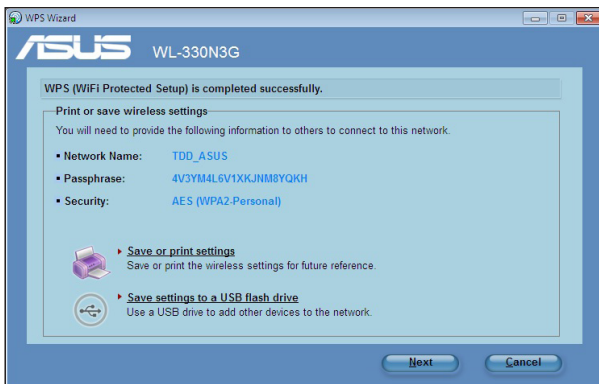 WPS Wizard
ASUS WL-330N3G
WPS (WiFi Protected Setup) is completed successfully.
Print or save wireless settings
You will need to provide the following information to others to connect to this network.
Network Name: TDD_ASUS
Passphrase: 4V3YM4L6V1XKJNM8YQKH
Security: AES (WPA2-Personal)
Save or print settings
Save or print the wireless settings for future reference.
Save settings to a USB flash drive
Use a USB drive to add other devices to the network.
Next Cancel